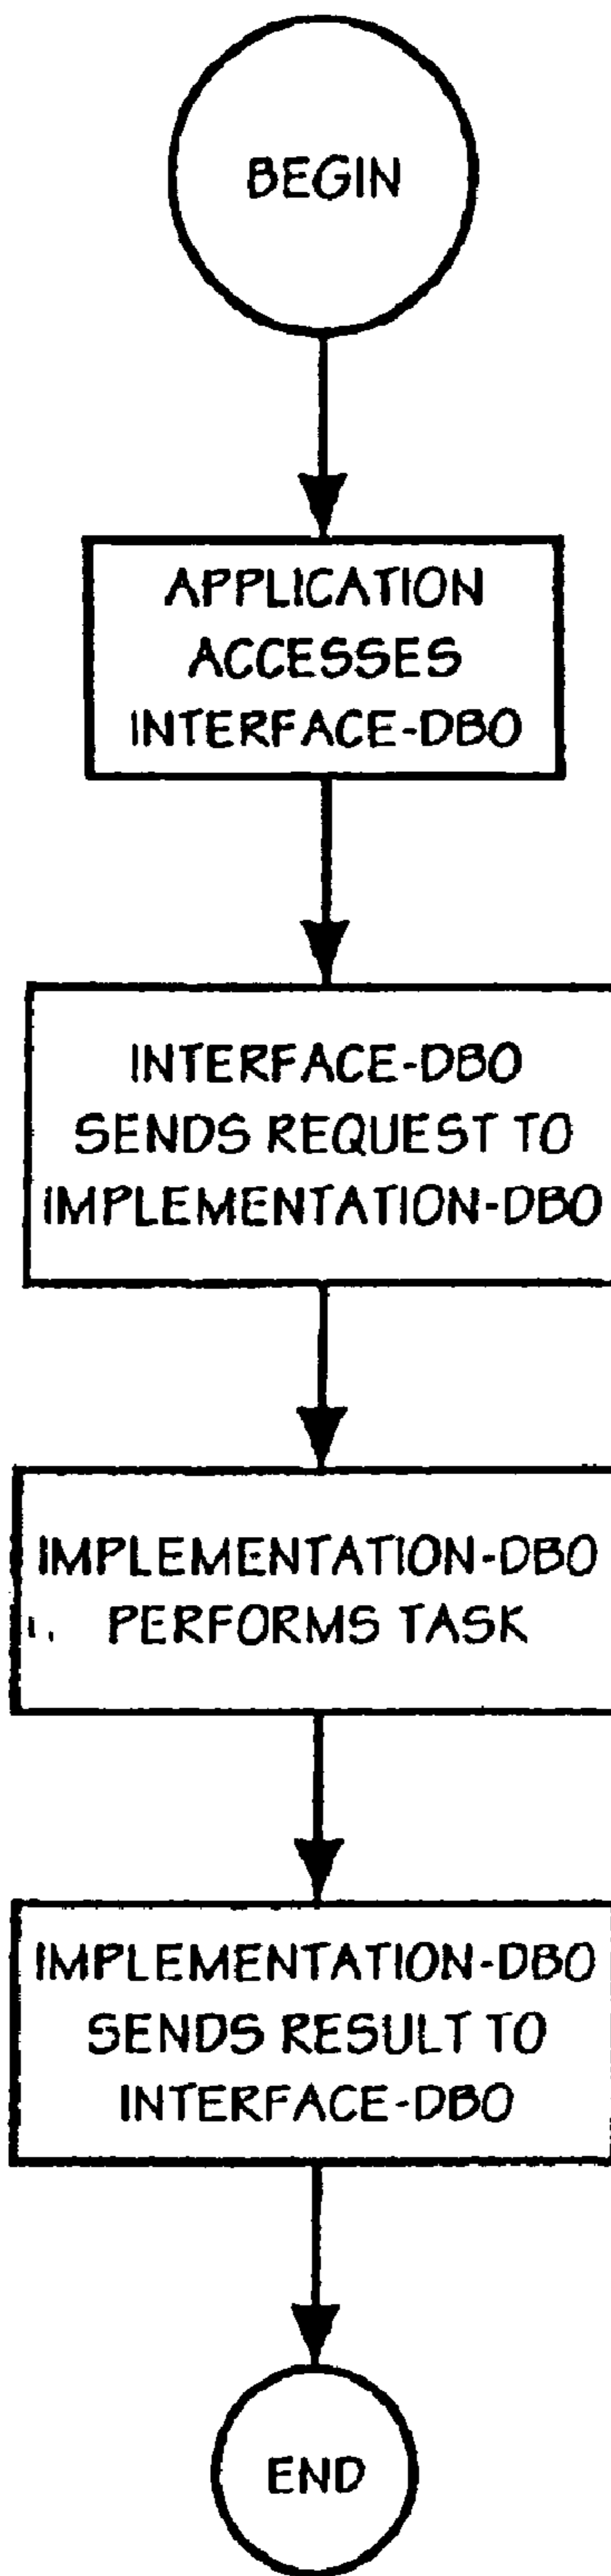 BEGIN
APPLICATION
ACCESSES
INTERFACE-DBO
INTERFACE-DBO
SENDS REQUEST TO
IMPLEMENTATION-DBO
IMPLEMENTATION-DBO
PERFORMS TASK
IMPLEMENTATION-DBO
SENDS RESULT TO
INTERFACE-DBO
END